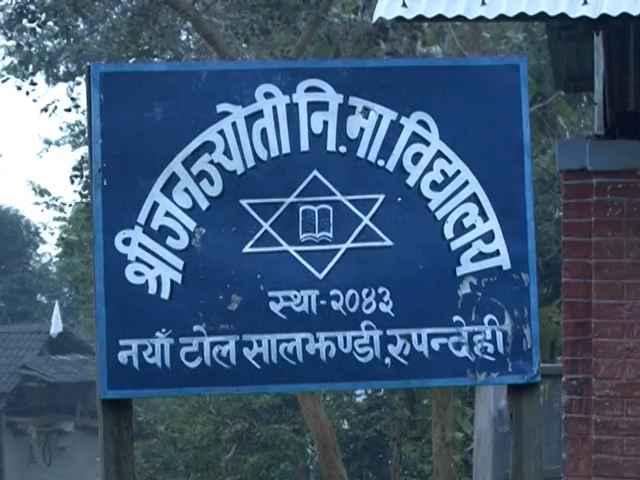 श्री जनज्योती नि.मा.विद्यालय
स्था-२०४३
नयाँ टोल सालझण्डी,रुपन्देही